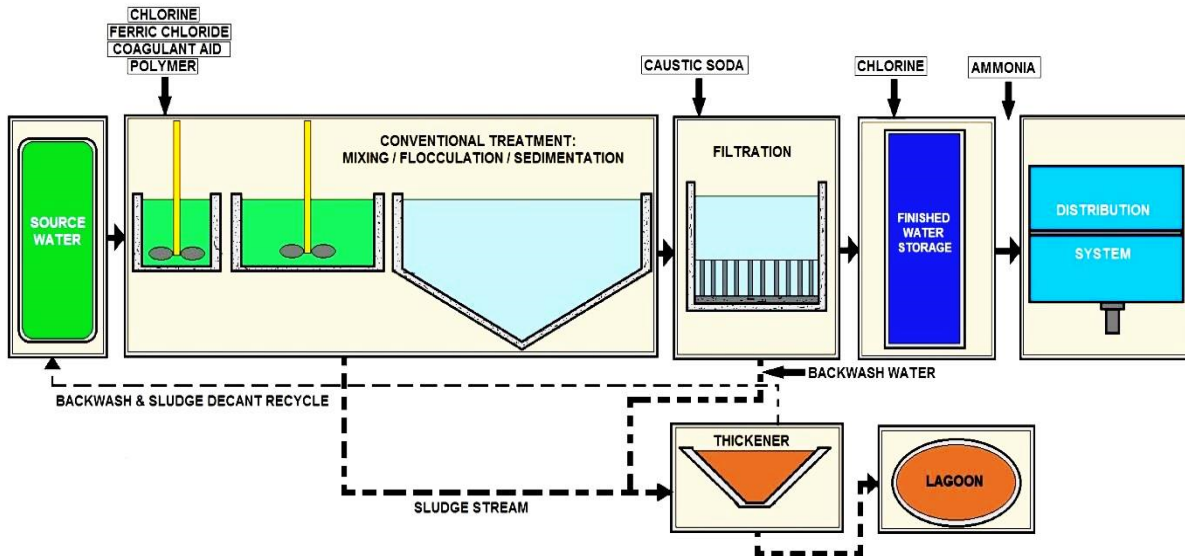 CHLORINE
FERRIC CHLORIDE
COAGULANT AID
POLYMER
CAUSTIC SODA
CHLORINE
AMMONIA
SOURCE
WATER
CONVENTIONAL TREATMENT:
MIXING / FLOCCULATION / SEDIMENTATION
FILTRATION
FINISHED
WATER
STORAGE
DISTRIBUTION
SYSTEM
BACKWASH WATER
BACKWASH & SLUDGE DECANT RECYCLE
THICKENER
LAGOON
SLUDGE STREAM